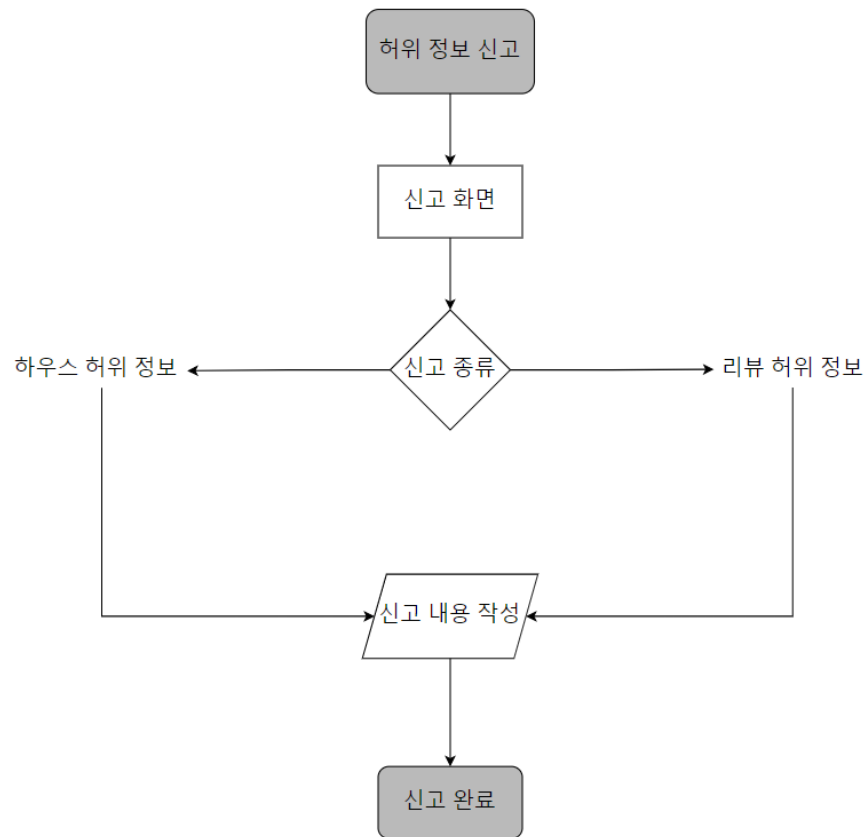 허위 정보 신고
신고 화면
하우스 허위 정보
신고 종류
리뷰 허위 정보
신고 내용 작성
신고 완료